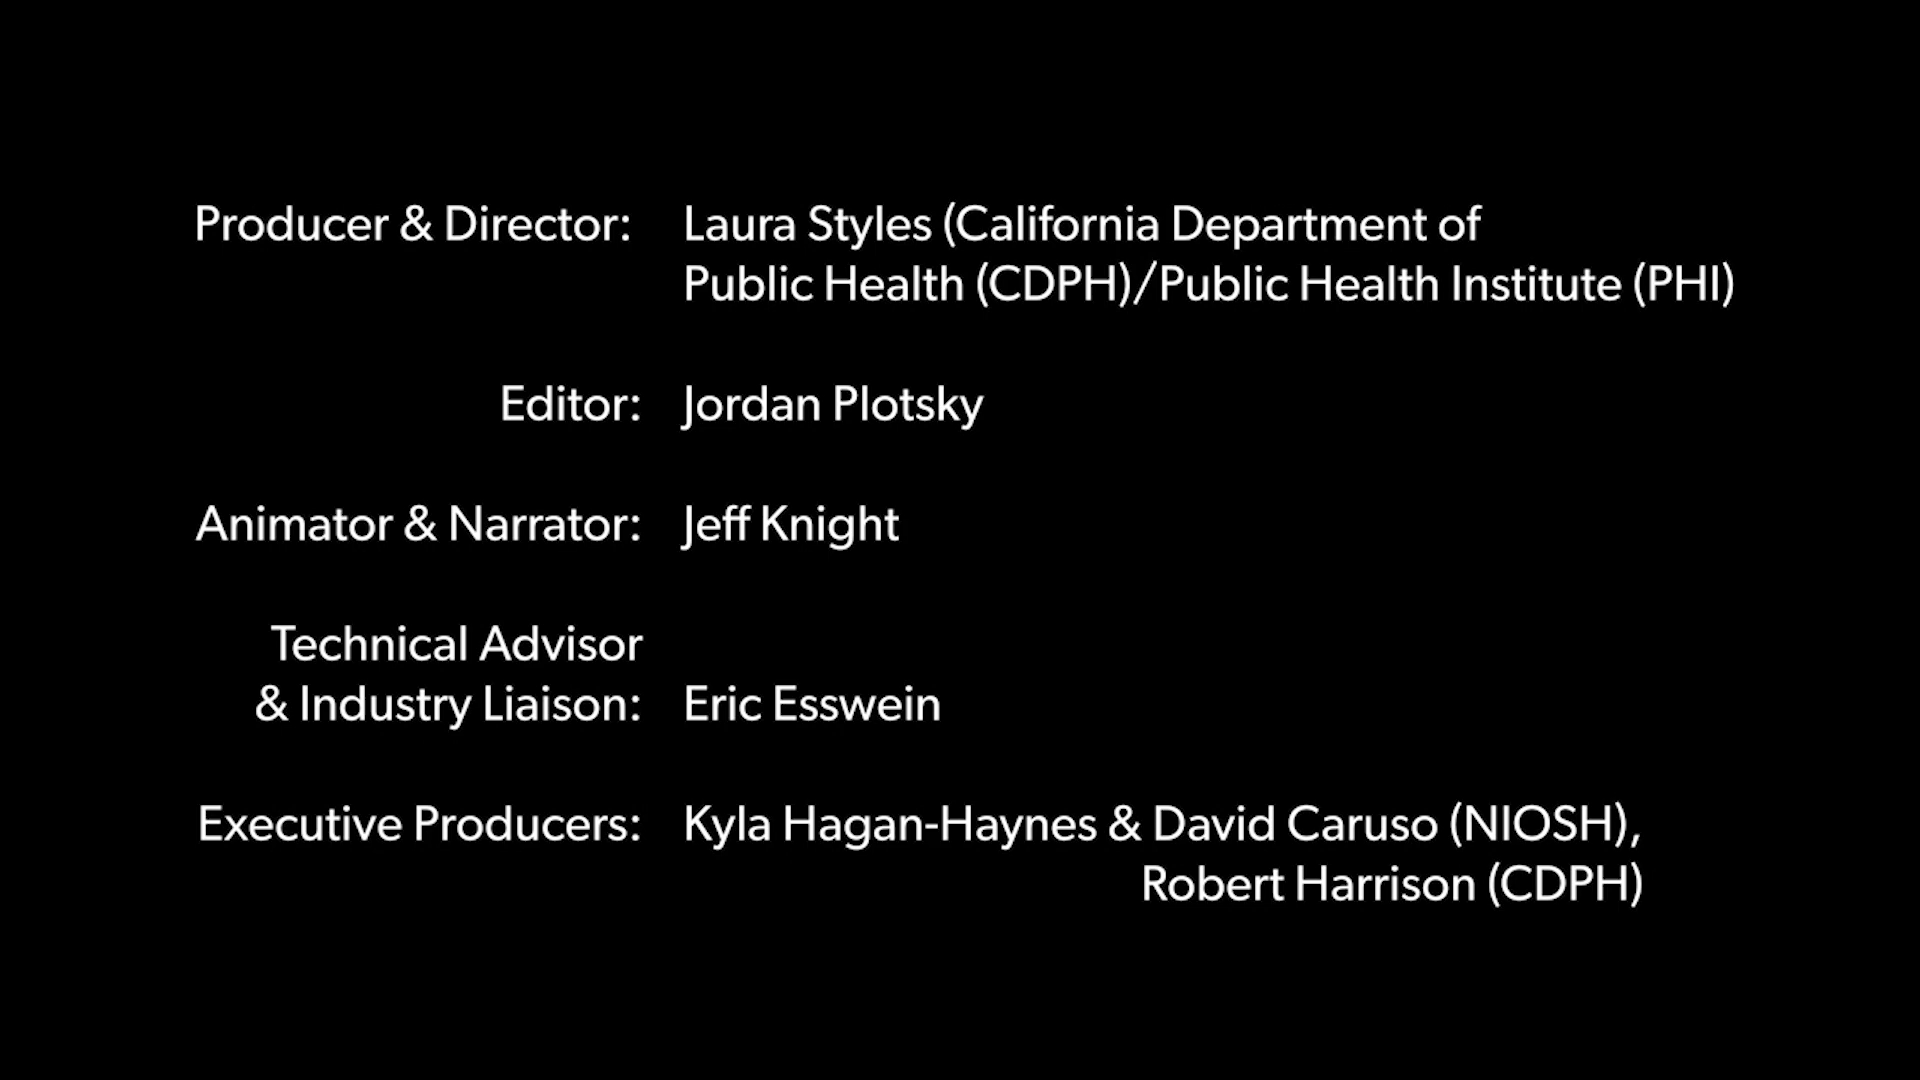 Producer & Director: Laura Styles (California Department of
Public Health (CDPH)/Public Health Institute (PHI)
Editor: Jordan Plotsky
Animator & Narrator: Jeff Knight
Technical Advisor
& Industry Liaison: Eric Esswein
Executive Producers: Kyla Hagan-Haynes & David Caruso (NIOSH),
Robert Harrison (CDPH)